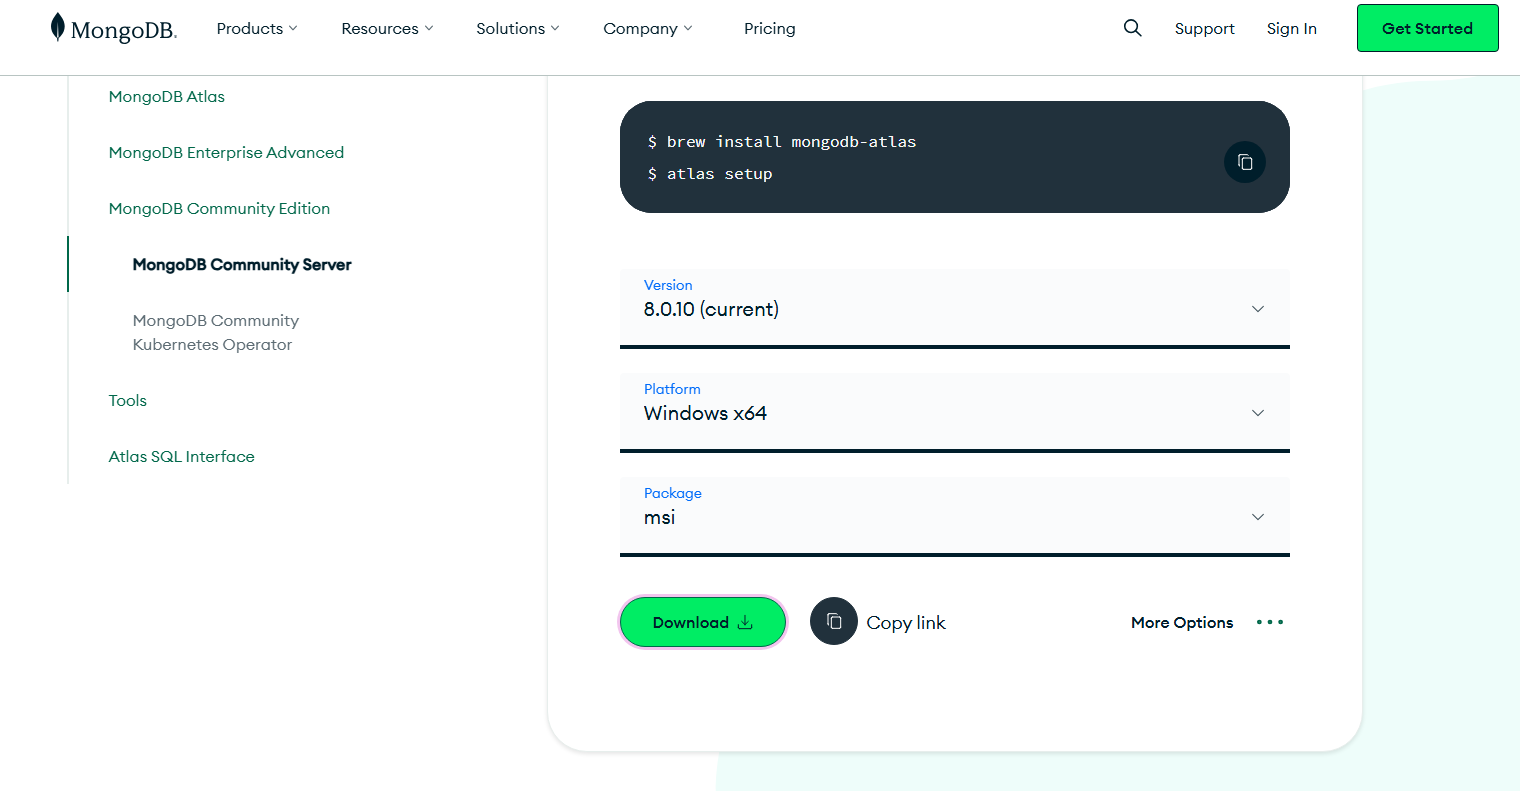 MongoDB.
Products
Resources
Solutions
Company
Pricing
Support
Sign In
Get Started
MongoDB Atlas
MongoDB Enterprise Advanced
MongoDB Community Edition
MongoDB Community Server
MongoDB Community
Kubernetes Operator
Tools
Atlas SQL Interface
$ brew install mongodb-atlas
$ atlas setup
Version
8.0.10 (current)
Platform
Windows x64
Package
msi
Download
Copy link
More Options